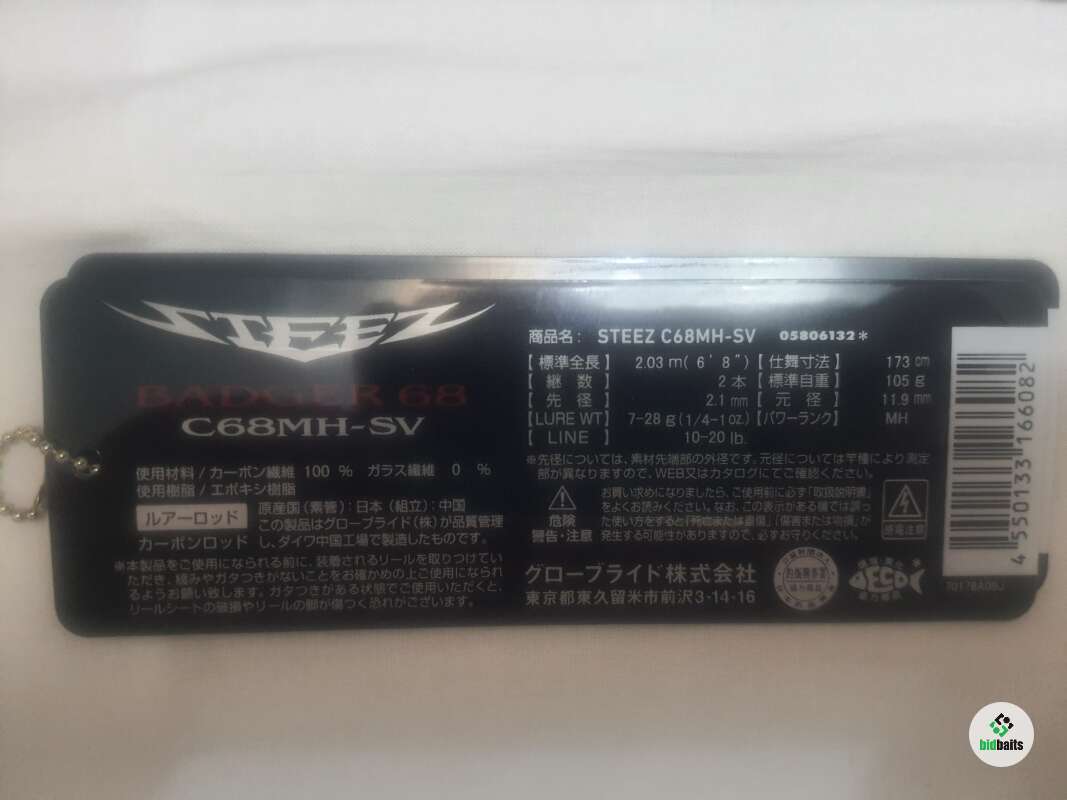 STEEZ
BADGER 68
C68MH-SV
使用材料/カーボン繊維 100 % ガラス繊維 0 %
使用樹脂/エポキシ樹脂
ルアーロッド
原産国(素管):日本 (組立):中国
この製品はグローブライド(株)が品質管理
カーボンロッド し、ダイワ中国工場で製造したものです。
※本製品をご使用になられる前に、装着されるリールを取りつけていた
だき、緩みやガタつきがないことをお確かめの上ご使用になられ
るようお願い致します。ガタつきがある状態でご使用いただくと、
リールシートの破損やリールの脚が傷つく恐れがございます。
商品名: STEEZ C68MH-SV 05806132*
【標準全長】 2.03 m( 6' 8") 【仕舞寸法】 173 cm
【継数】 2 本 【標準自重】 105 g
【先径】 2.1 mm 【元径】 11.9 mm
【LURE WT】 7-28 g (1/4-1oz.) 【パワーランク】 MH
【LINE】 10-20 lb.
※先径については、素材先端部の外径です。元径については竿種により測定
部が異なりますので、WEB又はカタログにてご確認ください。
危険
警告・注意
お買い求めになりましたら、ご使用前に必ず「取扱説明書」
をよくお読みください。なお、この表示がある欄では誤っ
た使い方をすると「死亡または重傷」、「傷害または物損」が
発生する可能性がありますので、必ずお守りください。
感電注意
グローブライド株式会社
東京都東久留米市前沢3-14-16
ECO
4 550133 166082
bidbaits